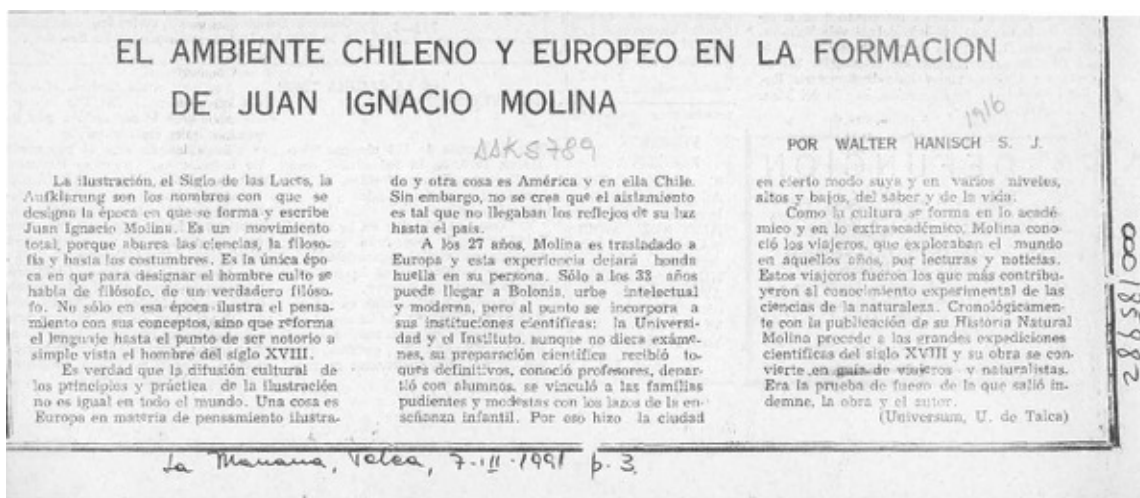 EL AMBIENTE CHILENO Y EUROPEO EN LA FORMACION
DE JUAN IGNACIO MOLINA
1916
AAK5789
POR WALTER HANISCH S. J.
La ilustración, el Siglo de las Luces, la
Aufklarung son los nombres con que se
designa la época en que se forma y escribe
Juan Ignacio Molina. Es un movimiento
total, porque abarca las ciencias, la filoso-
fía y hasta las costumbres. Es la única épo
ca en que para designar el hombre culto se
habla de filósofo, de un verdadero filóso-
fo. No sólo en esa época ilustra el pensa-
miento con sus conceptos, sino que reforma
el lenguaje hasta el punto de ser notorio a
simple vista el hombre del siglo XVIII.
Es verdad que la difusión cultural de
los principios y práctica de la ilustración
no es igual en todo el mundo. Una cosa es
Europa en materia de pensamiento ilustra-
do y otra cosa es América y en ella Chile.
Sin embargo, no se crea que el aislamiento
es tal que no llegaban los reflejos de su luz
hasta el país.
A los 27 años, Molina es trasladado a
Europa y esta experiencia dejará honda
huella en su persona. Sólo a los 33 años
puede llegar a Bolonia, urbe intelectual
y moderna, pero al punto se incorpora a
sus instituciones científicas: la Universi-
dad y el Instituto, aunque no diera exáme-
nes, su preparación científica recibió to-
ques definitivos, conoció profesores, depar-
tió con alumnos, se vinculó a las familias
pudientes y modestas con los lazos de la en-
señanza infantil. Por eso hizo la ciudad
en cierto modo suya y en varios niveles,
altos y bajos, del saber y de la vida.
Como la cultura se forma en lo acadé-
mico y en lo extraacadémico, Molina cono-
ció los viajeros, que exploraban el mundo
en aquellos años, por lecturas y noticias.
Estos viajeros fueron los que más contribu-
yeron al conocimiento experimental de las
ciencias de la naturaleza. Cronológicamen-
te con la publicación de su Historia Natural
Molina precede a las grandes expediciones
científicas del siglo XVIII y su obra se con-
vierte en guía de viajeros y naturalistas.
Era la prueba de fuego de la que salió in-
demne, la obra y el autor.
(Universum, U. de Talca)
La Mañana, Talca, 7-III-1991 p. 3.